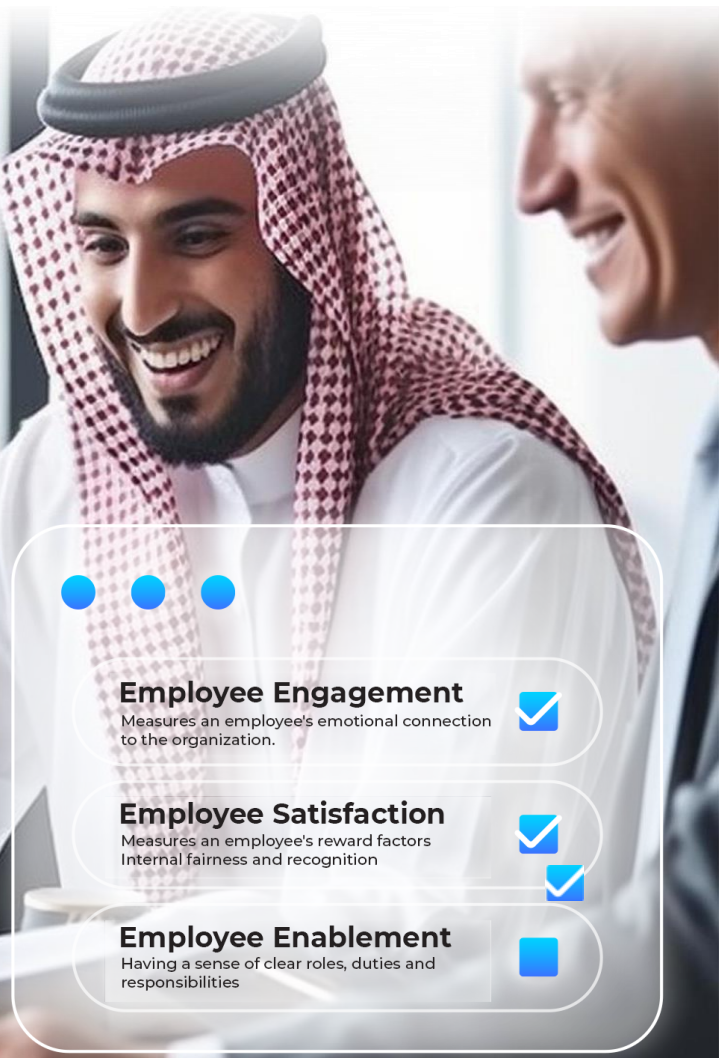 Employee Engagement
Measures an employee's emotional connection
to the organization.
Employee Satisfaction
Measures an employee's reward factors
Internal fairness and recognition
Employee Enablement
Having a sense of clear roles, duties and
responsibilities